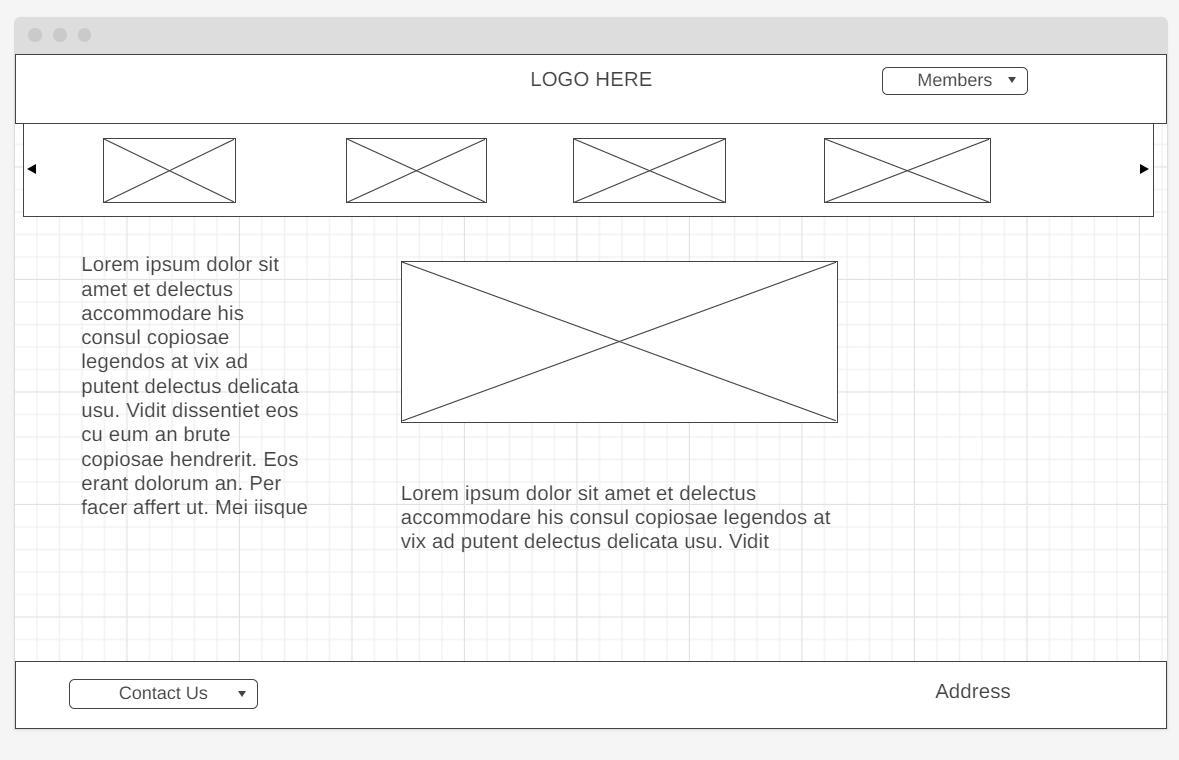 LOGO HERE
Members
Lorem ipsum dolor sit
amet et delectus
accommodare his
consul copiosae
legendos at vix ad
putent delectus delicata
usu. Vidit dissentiet eos
cu eum an brute
copiosae hendrerit. Eos
erant dolorum an. Per
facer affert ut. Mei iisque
Lorem ipsum dolor sit amet et delectus
accommodare his consul copiosae legendos at
vix ad putent delectus delicata usu. Vidit
Contact Us
Address